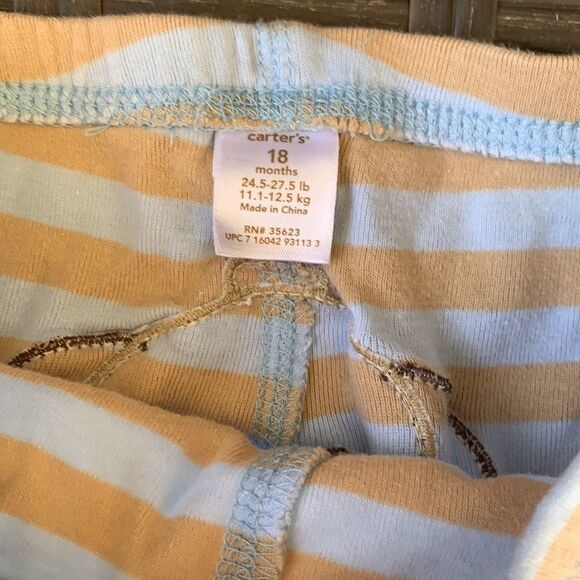 carter's®
18
months
24.5-27.5 lb
11.1-12.5 kg
Made in China
RN# 35623
UPC 7 16042 93113 3